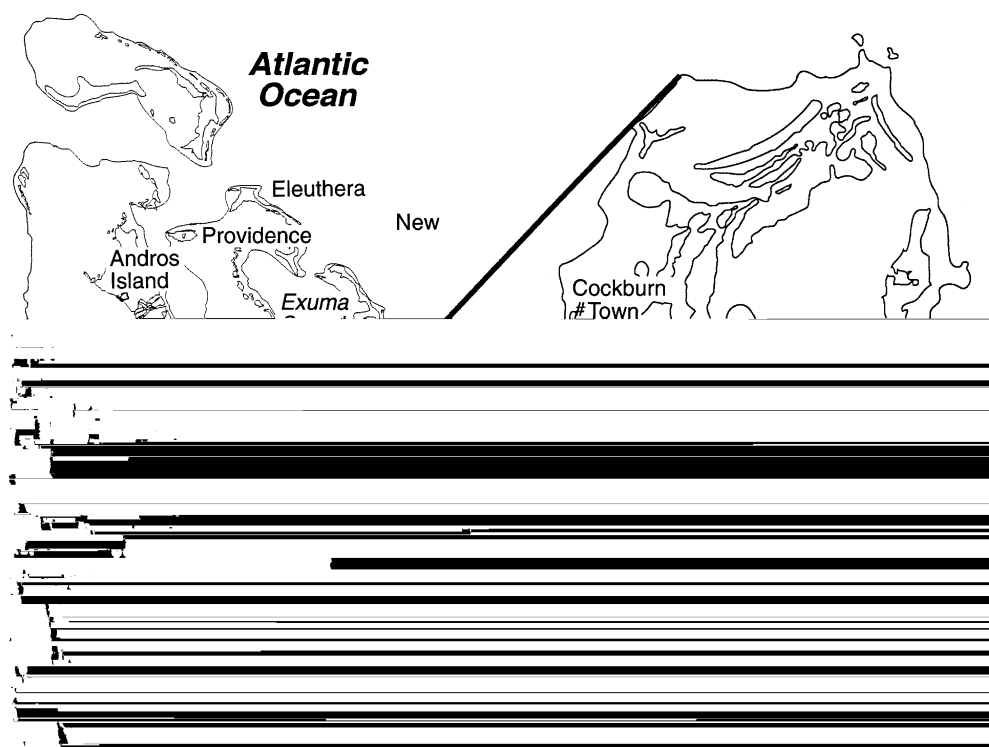 Atlantic
Ocean
Eleuthera
New
Providence
Andros
Island
Exuma
Cockburn
#Town